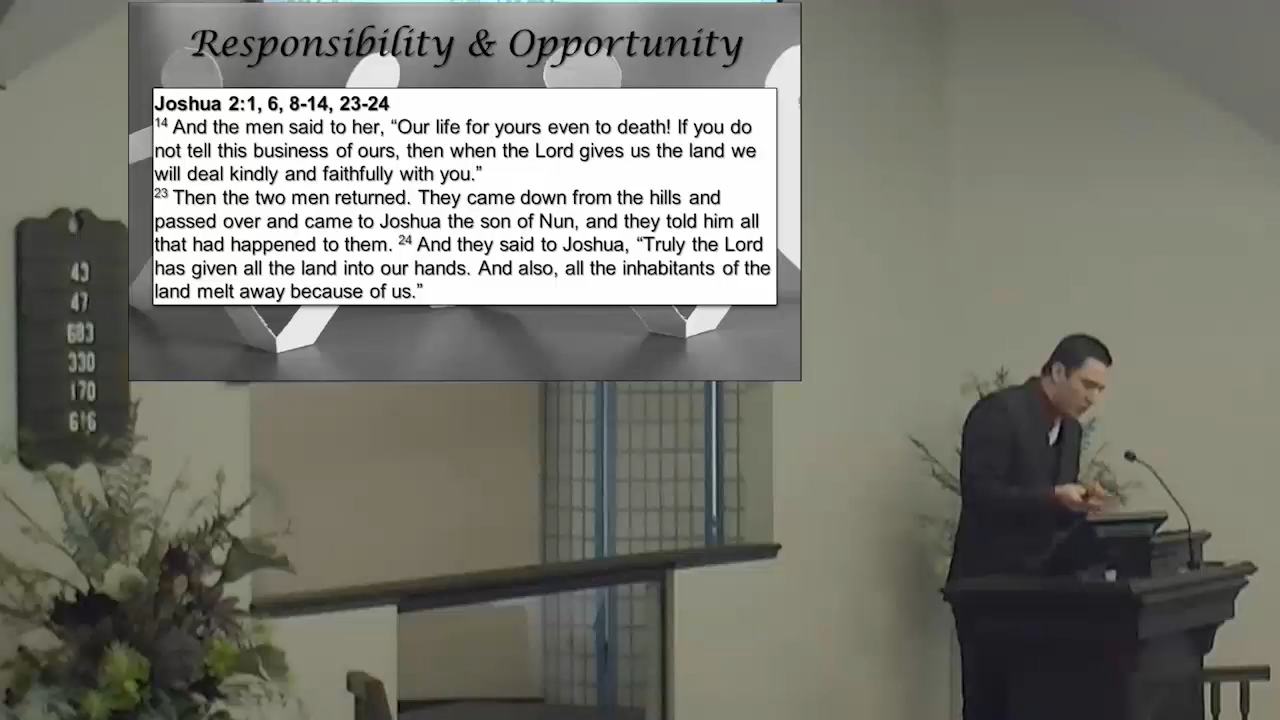 Responsibility & Opportunity
Joshua 2:1, 6, 8-14, 23-24
14 And the men said to her, “Our life for yours even to death! If you do
not tell this business of ours, then when the Lord gives us the land we
will deal kindly and faithfully with you.”
23 Then the two men returned. They came down from the hills and
passed over and came to Joshua the son of Nun, and they told him all
that had happened to them. 24 And they said to Joshua, “Truly the Lord
has given all the land into our hands. And also, all the inhabitants of the
land melt away because of us.”
43
47
683
330
170
616